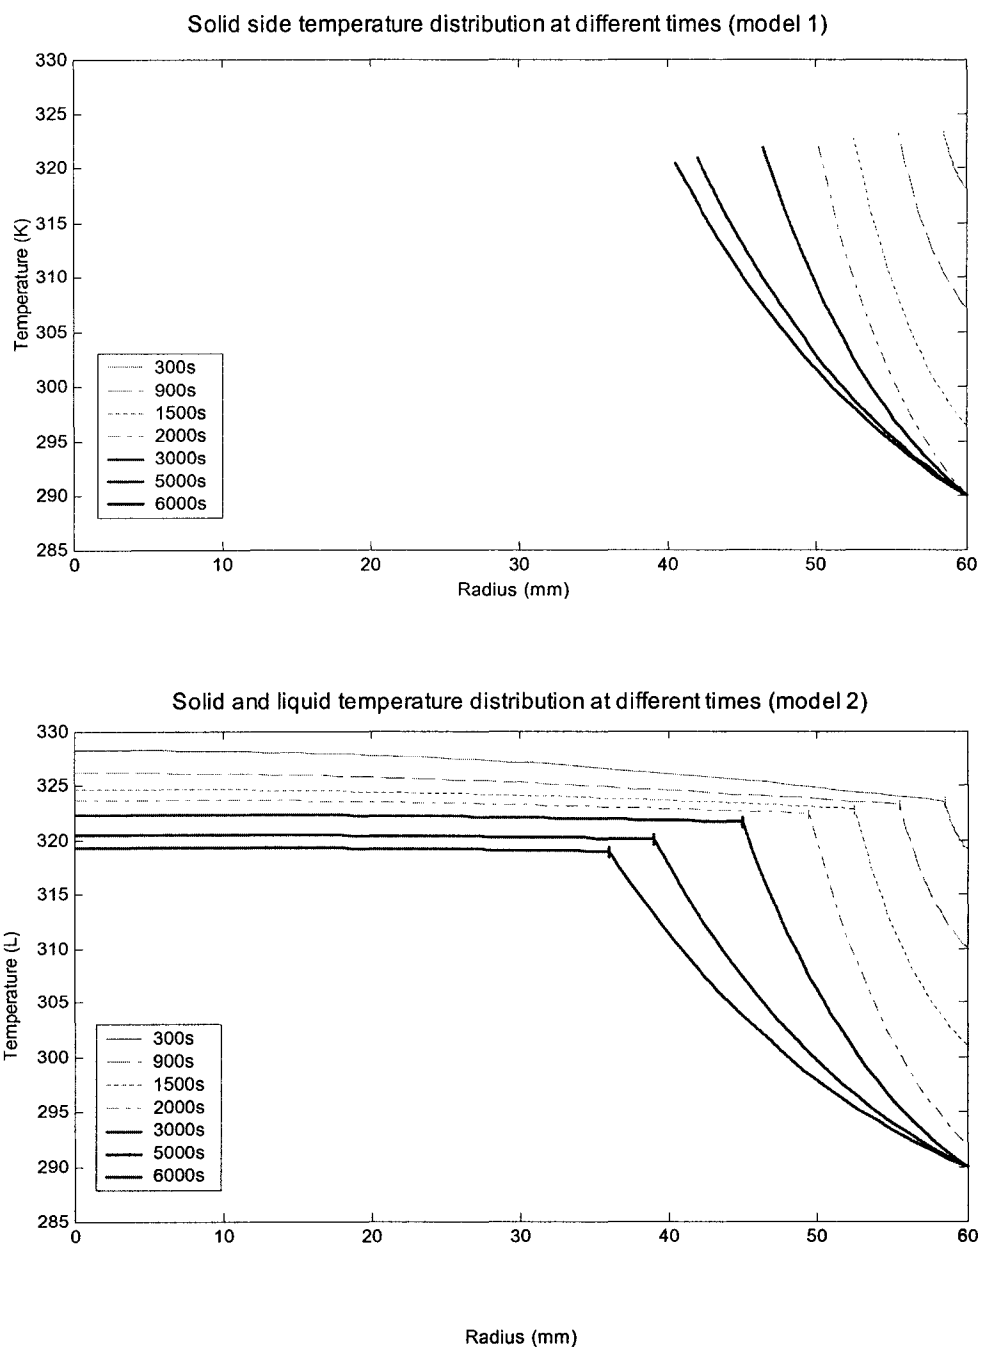 Solid side temperature distribution at different times (model 1)
330
325
320
315
310
305
300
295
290
285
Temperature (K)
300s
900s
1500s
2000s
3000s
5000s
6000s
0 10 20 30 40 50 60
Radius (mm)
Solid and liquid temperature distribution at different times (model 2)
330
325
320
315
310
305
300
295
290
285
Temperature (L)
300s
900s
1500s
2000s
3000s
5000s
6000s
0 10 20 30 40 50 60
Radius (mm)